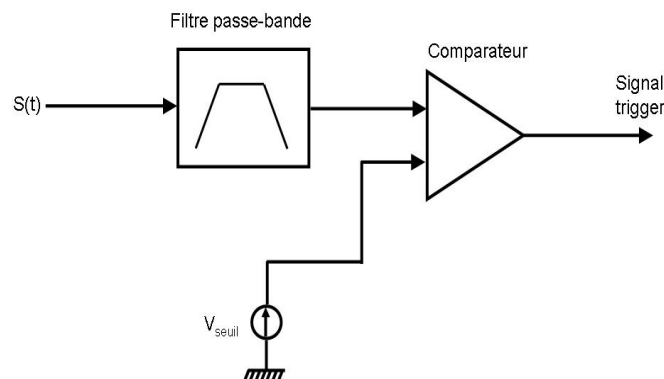 Filtre passe-bande
Comparateur
S(t)
Signal
trigger
Vseuil